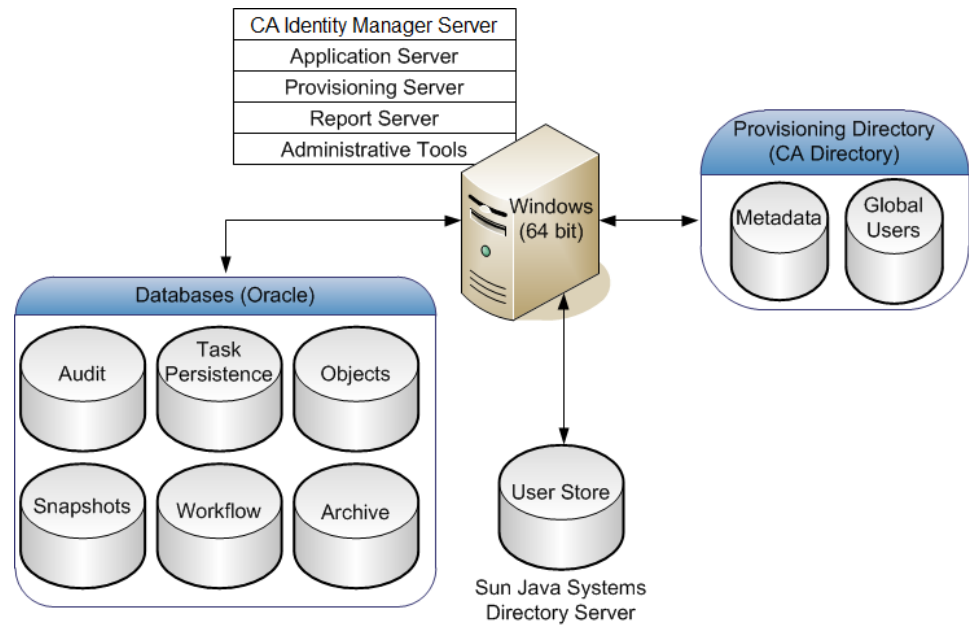 CA Identity Manager Server
Application Server
Provisioning Server
Report Server
Administrative Tools
Windows
(64 bit)
Provisioning Directory
(CA Directory)
Metadata
Global
Users
Databases (Oracle)
Audit
Task
Persistence
Objects
Snapshots
Workflow
Archive
User Store
Sun Java Systems
Directory Server